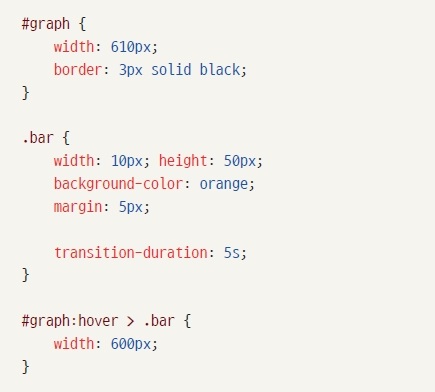 #graph {
    width: 610px;
    border: 3px solid black;
}

.bar {
    width: 10px; height: 50px;
    background-color: orange;
    margin: 5px;

    transition-duration: 5s;
}

#graph:hover > .bar {
    width: 600px;
}